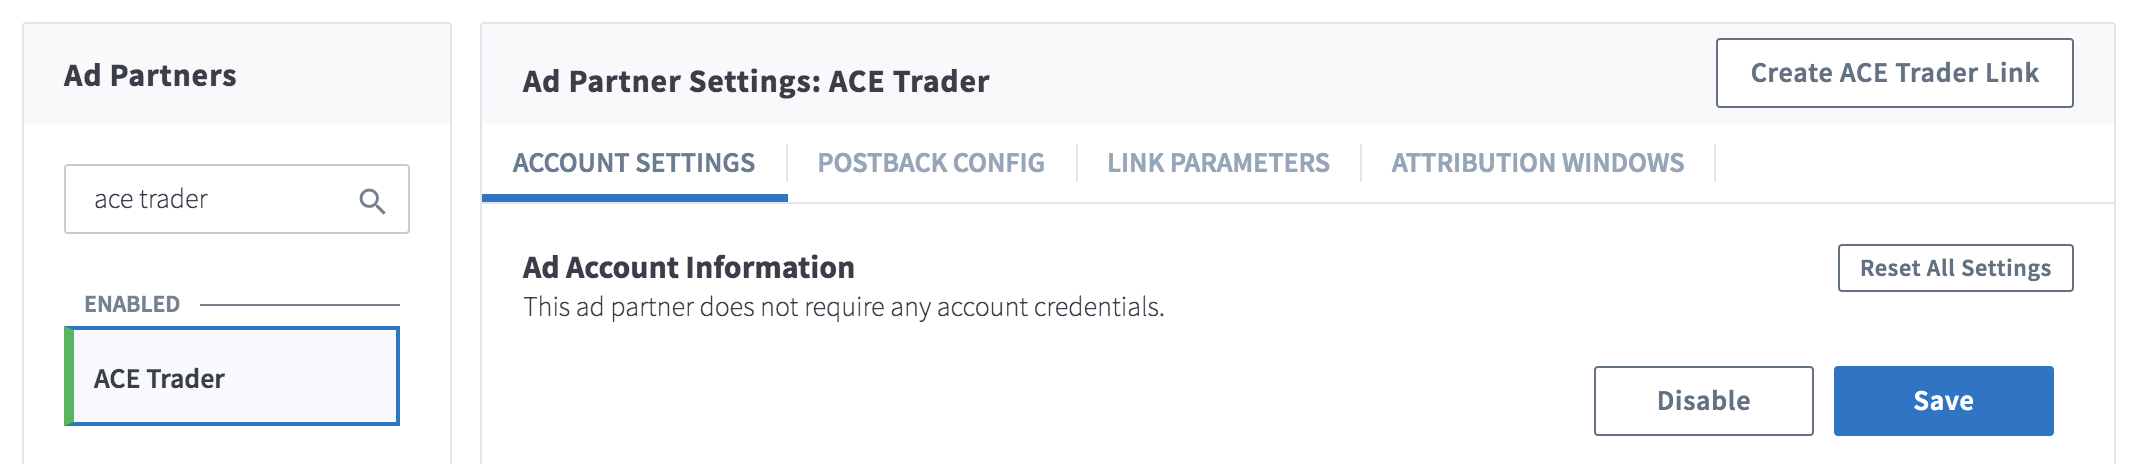 Ad Partners
ace trader
ENABLED
ACE Trader
Ad Partner Settings: ACE Trader
Create ACE Trader Link
ACCOUNT SETTINGS
POSTBACK CONFIG
LINK PARAMETERS
ATTRIBUTION WINDOWS
Ad Account Information
Reset All Settings
This ad partner does not require any account credentials.
Disable
Save